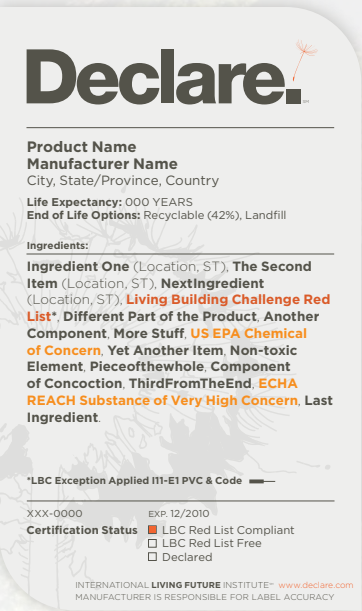 Declare.
Product Name
Manufacturer Name
City, State/Province, Country
Life Expectancy: 000 YEARS
End of Life Options: Recyclable (42%), Landfill
Ingredients:
Ingredient One (Location, ST), The Second
Item (Location, ST), NextIngredient
(Location, ST), Living Building Challenge Red
List*, Different Part of the Product, Another
Component, More Stuff, US EPA Chemical
of Concern, Yet Another Item, Non-toxic
Element, Pieceofthewhole, Component
of Concoction, ThirdFromTheEnd, ECHA
REACH Substance of Very High Concern, Last
Ingredient.
*LBC Exception Applied I11-E1 PVC & Code
XXX-0000 EXP. 12/2010
Certification Status LBC Red List Compliant
LBC Red List Free
Declared
INTERNATIONAL LIVING FUTURE INSTITUTE℠ www.declare.com
MANUFACTURER IS RESPONSIBLE FOR LABEL ACCURACY